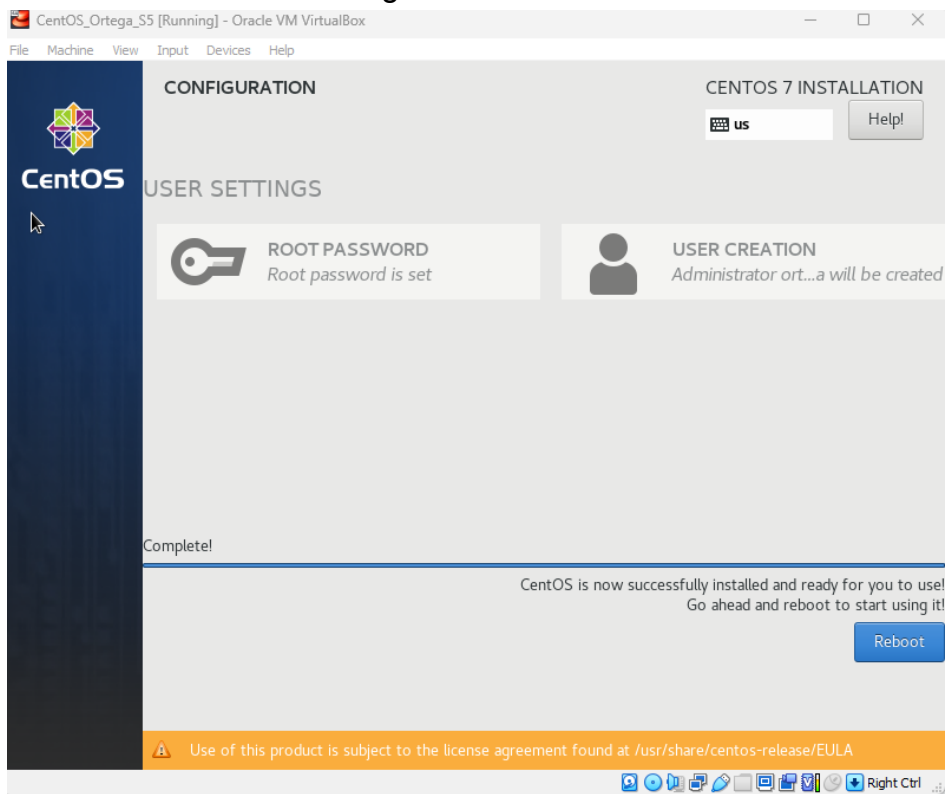 CentOS_Ortega_S5 [Running] - Oracle VM VirtualBox
File Machine View Input Devices Help
CONFIGURATION
CENTOS 7 INSTALLATION
us
Help!
CentOS
USER SETTINGS
ROOT PASSWORD
Root password is set
USER CREATION
Administrator ort...a will be created
Complete!
CentOS is now successfully installed and ready for you to use!
Go ahead and reboot to start using it!
Reboot
Use of this product is subject to the license agreement found at /usr/share/centos-release/EULA
Right Ctrl